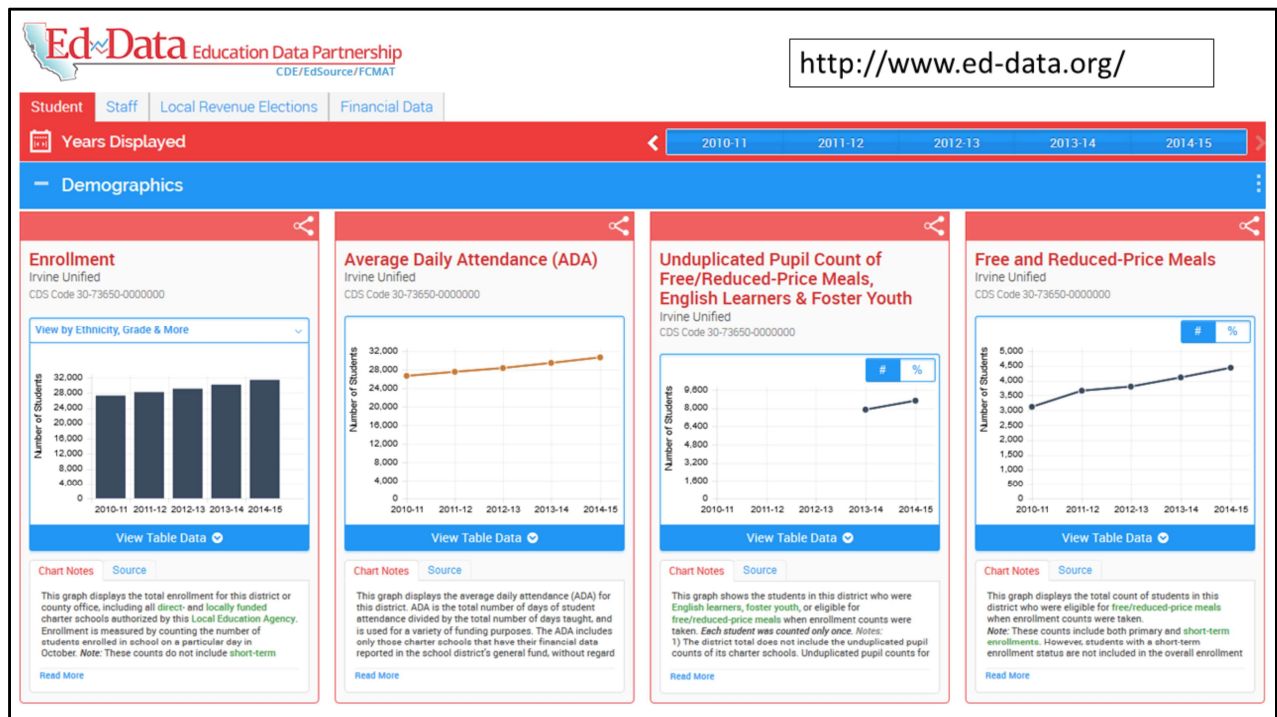 Ed Data Education Data Partnership
CDE/EdSource/FCMAT
http://www.ed-data.org/
Student
Staff
Local Revenue Elections
Financial Data
Years Displayed
2010-11 2011-12 2012-13 2013-14 2014-15
Demographics
Enrollment
Irvine Unified
CDS Code 30-73650-0000000
View by Ethnicity, Grade & More
Number of Students
32,000
28,000
24,000
20,000
16,000
12,000
8,000
4,000
0
2010-11 2011-12 2012-13 2013-14 2014-15
View Table Data
Chart Notes Source
This graph displays the total enrollment for this district or
county office, including all direct- and locally funded
charter schools authorized by this Local Education Agency.
Enrollment is measured by counting the number of
students enrolled in school on a particular day in
October. Note: These counts do not include short-term
Read More
Average Daily Attendance (ADA)
Irvine Unified
CDS Code 30-73650-0000000
Number of Students
32,000
28,000
24,000
20,000
16,000
12,000
8,000
4,000
0
2010-11 2011-12 2012-13 2013-14 2014-15
View Table Data
Chart Notes Source
This graph displays the average daily attendance (ADA) for
this district. ADA is the total number of days of student
attendance divided by the total number of days taught, and
is used for a variety of funding purposes. The ADA includes
only those charter schools that have their financial data
reported in the school district's general fund, without regard
Read More
Unduplicated Pupil Count of
Free/Reduced-Price Meals,
English Learners & Foster Youth
Irvine Unified
CDS Code 30-73650-0000000
# %
Number of Students
9,600
8,000
6,400
4,800
3,200
1,600
0
2010-11 2011-12 2012-13 2013-14 2014-15
View Table Data
Chart Notes Source
This graph shows the students in this district who were
English learners, foster youth, or eligible for
free/reduced-price meals when enrollment counts were
taken. Each student was counted only once. Notes:
1) The district total does not include the unduplicated pupil
counts of its charter schools. Unduplicated pupil counts for
Read More
Free and Reduced-Price Meals
Irvine Unified
CDS Code 30-73650-0000000
# %
Number of Students
5,000
4,500
4,000
3,500
3,000
2,500
2,000
1,500
1,000
500
0
2010-11 2011-12 2012-13 2013-14 2014-15
View Table Data
Chart Notes Source
This graph displays the total count of students in this
district who were eligible for free/reduced-price meals
when enrollment counts were taken.
Note: These counts include both primary and short-term
enrollments. However, students with a short-term
enrollment status are not included in the overall enrollment
Read More